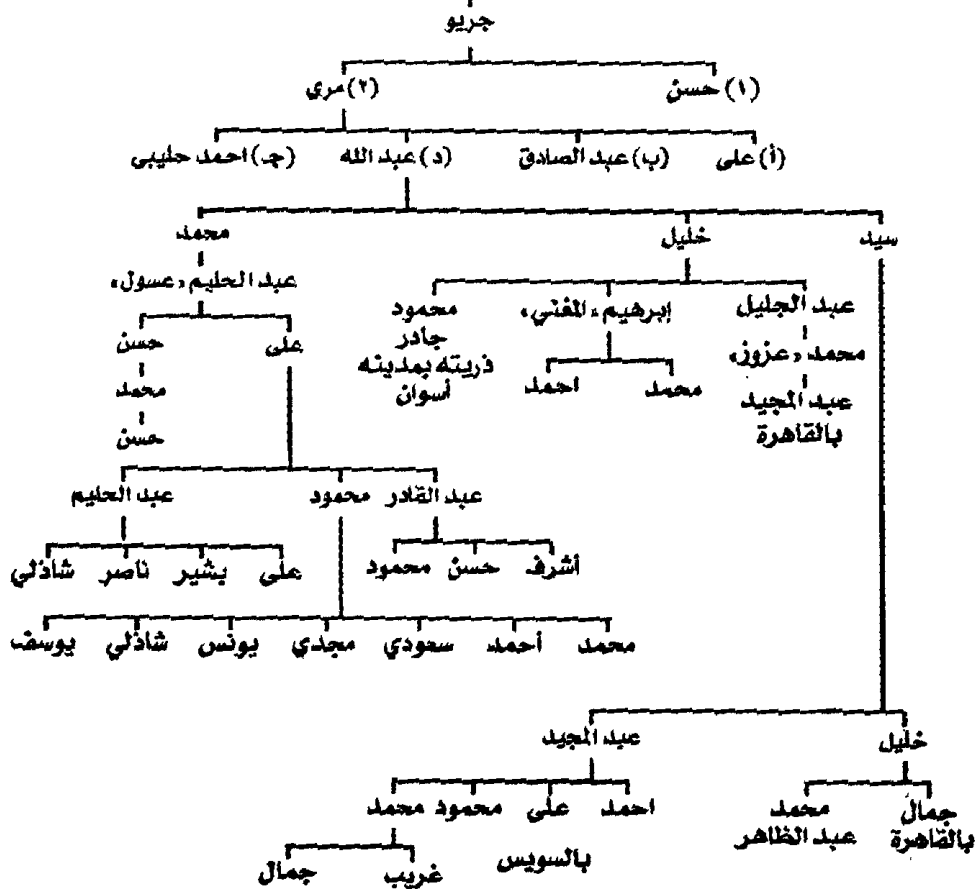 جريو
(١) حسن (٢) مري
(أ) على (ب) عبد الصادق (د) عبد الله (جـ) احمد حليبى
سيد خليل محمد
عبد الحليم «عسول»
عبد الجليل إبرهيم «المغني» محمود
محمد «عزوز» جادر
عبد المجيد ذريته بمدينه
بالقاهرة أسوان
محمد احمد
على حسن
محمد
حسن
عبد القادر محمود عبد الحليم
أشرف حسن محمود على بشير ناصر شاذلي
محمد أحمد سعودي مجدي يونس شاذلي يوسف
خليل عبد المجيد
جمال محمد احمد على محمود محمد
بالقاهرة عبد الظاهر بالسويس
غريب جمال